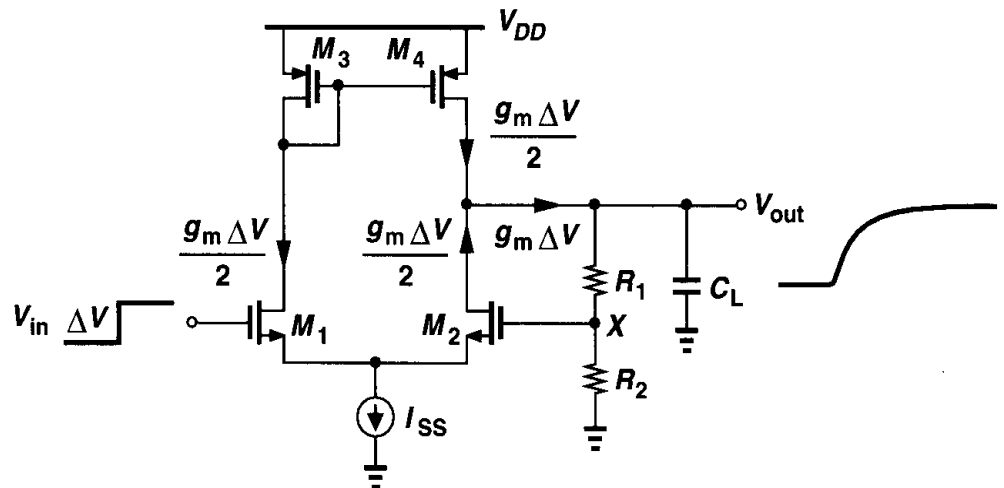 V_DD
M_3 M_4
g_m ΔV
2
g_m ΔV
2
g_m ΔV
2
g_m ΔV
V_out
R_1
C_L
V_in ΔV
M_1
M_2
X
R_2
I_SS